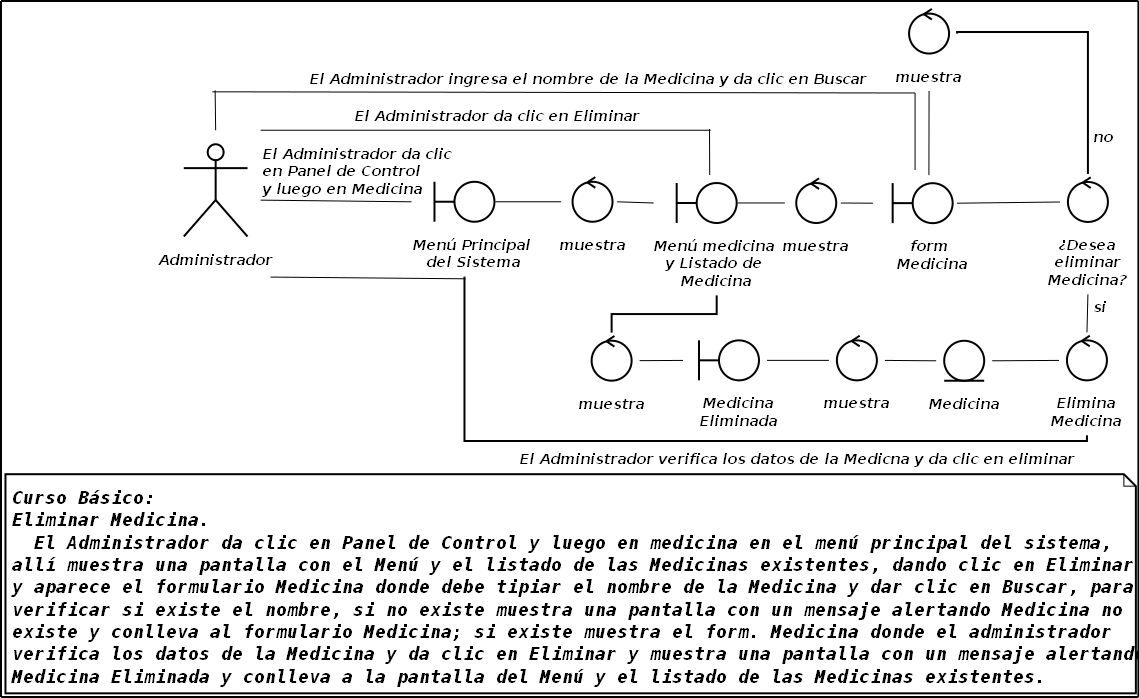 muestra
El Administrador ingresa el nombre de la Medicina y da clic en Buscar
El Administrador da clic en Eliminar
no
El Administrador da clic
en Panel de Control
y luego en Medicina
Administrador
Menú Principal
del Sistema
muestra
Menú medicina
y Listado de
Medicina
muestra
form
Medicina
¿Desea
eliminar
Medicina?
si
muestra
Medicina
Eliminada
muestra
Medicina
Elimina
Medicina
El Administrador verifica los datos de la Medicna y da clic en eliminar
Curso Básico:
Eliminar Medicina.
El Administrador da clic en Panel de Control y luego en medicina en el menú principal del sistema,
allí muestra una pantalla con el Menú y el listado de las Medicinas existentes, dando clic en Eliminar
y aparece el formulario Medicina donde debe tipiar el nombre de la Medicina y dar clic en Buscar, para
verificar si existe el nombre, si no existe muestra una pantalla con un mensaje alertando Medicina no
existe y conlleva al formulario Medicina; si existe muestra el form. Medicina donde el administrador
verifica los datos de la Medicina y da clic en Eliminar y muestra una pantalla con un mensaje alertand
Medicina Eliminada y conlleva a la pantalla del Menú y el listado de las Medicinas existentes.